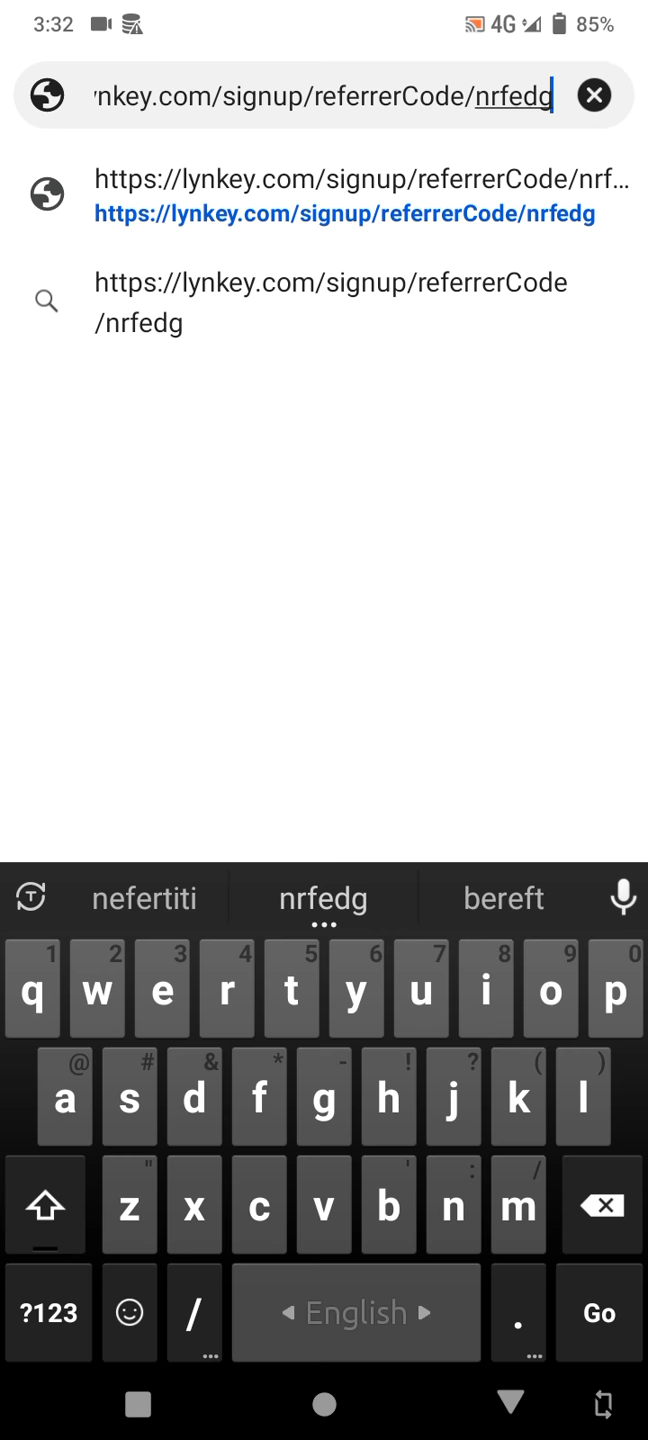 3:32 4G 85%
nkey.com/signup/referrerCode/nrfedg
https://lynkey.com/signup/referrerCode/nrf...
https://lynkey.com/signup/referrerCode/nrfedg
https://lynkey.com/signup/referrerCode
/nrfedg
nefertiti nrfedg bereft
1 2 3 4 5 6 7 8 9 0
q w e r t y u i o p
@ # & * - ! ? ( )
a s d f g h j k l
" ' : /
z x c v b n m
?123 / English . Go